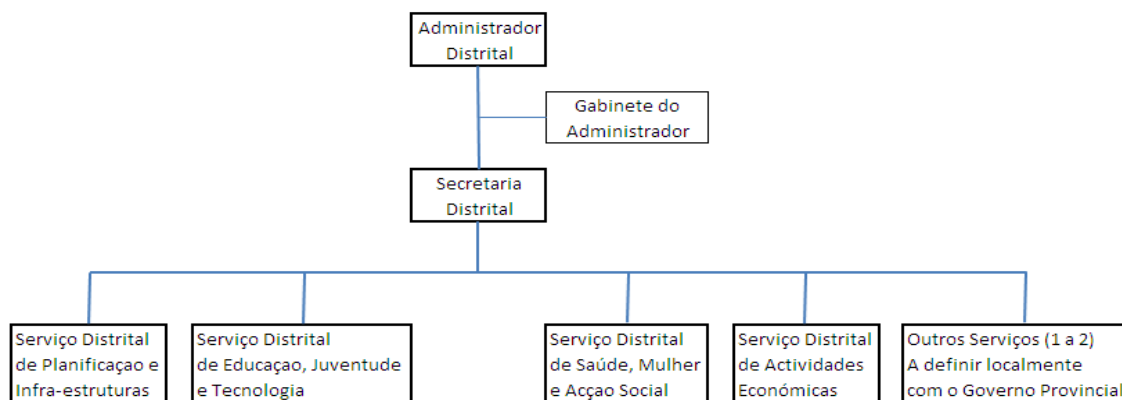 Administrador
Distrital
Gabinete do
Administrador
Secretaria
Distrital
Serviço Distrital
de Planificaçao e
Infra-estruturas
Serviço Distrital
de Educaçao, Juventude
e Tecnologia
Serviço Distrital
de Saúde, Mulher
e Acçao Social
Serviço Distrital
de Actividades
Económicas
Outros Serviços (1 a 2)
A definir localmente
com o Governo Provincial